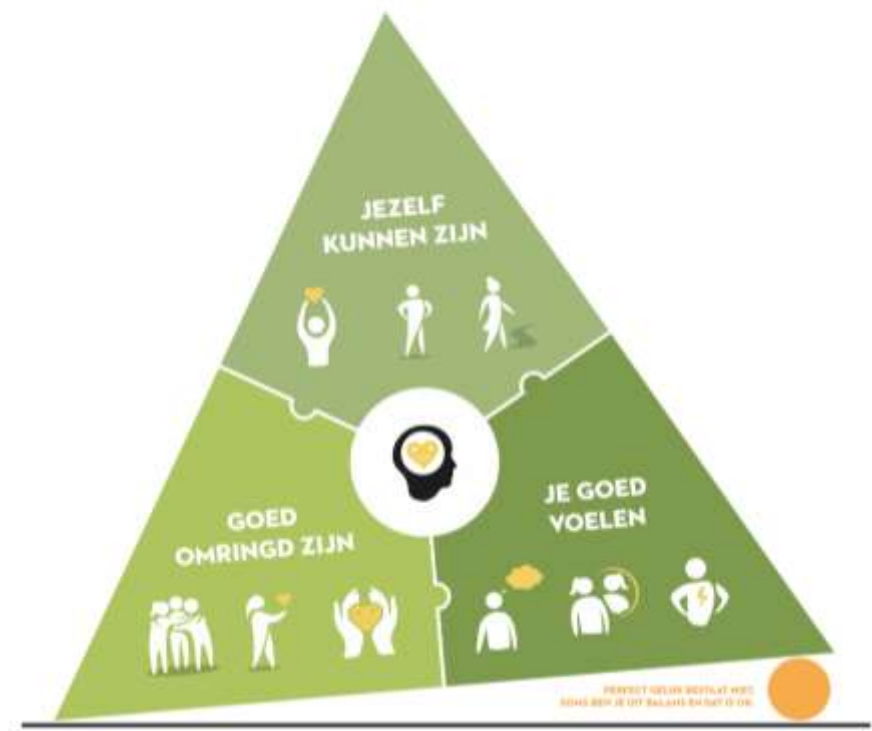 JEZELF
KUNNEN ZIJN
GOED
OMRINGD ZIJN
JE GOED
VOELEN
PERFECT GELUK BESTAAT NIET.
SOMS BEN JE UIT BALANS EN DAT IS OK.